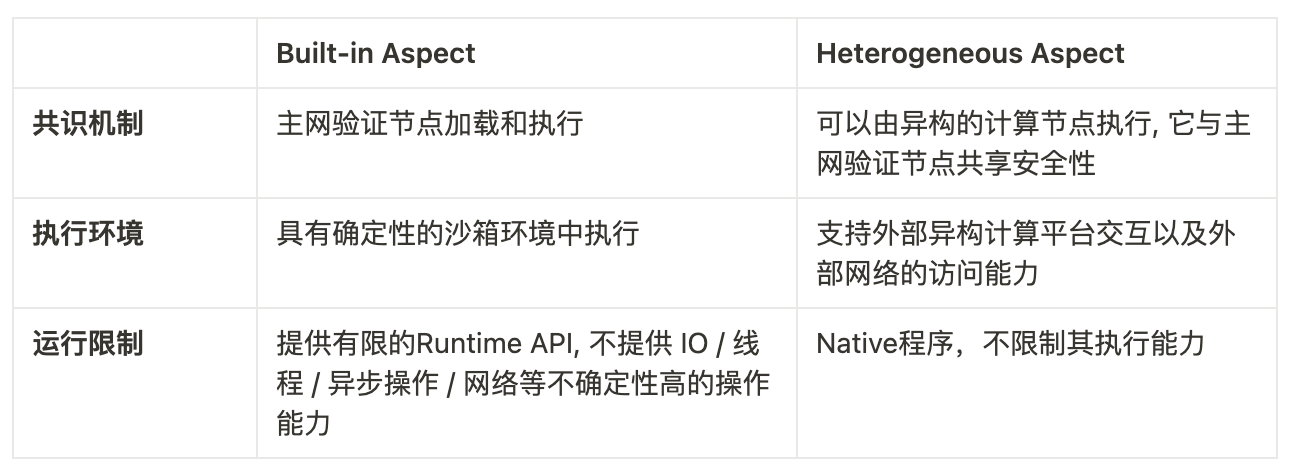 Built-in Aspect
Heterogeneous Aspect
共识机制
主网验证节点加载和执行
可以由异构的计算节点执行, 它与主
网验证节点共享安全性
执行环境
具有确定性的沙箱环境中执行
支持外部异构计算平台交互以及外
部网络的访问能力
运行限制
提供有限的Runtime API, 不提供 IO / 线
程 / 异步操作 / 网络等不确定性高的操作
能力
Native程序，不限制其执行能力